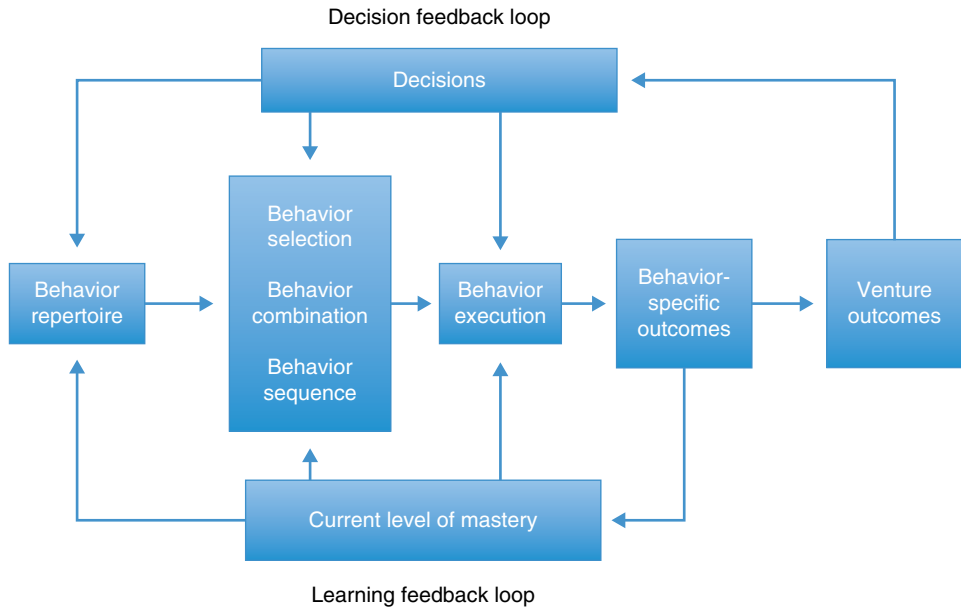 Decision feedback loop
Decisions
Behavior
repertoire
Behavior
selection
Behavior
combination
Behavior
sequence
Behavior
execution
Behavior-
specific
outcomes
Venture
outcomes
Current level of mastery
Learning feedback loop